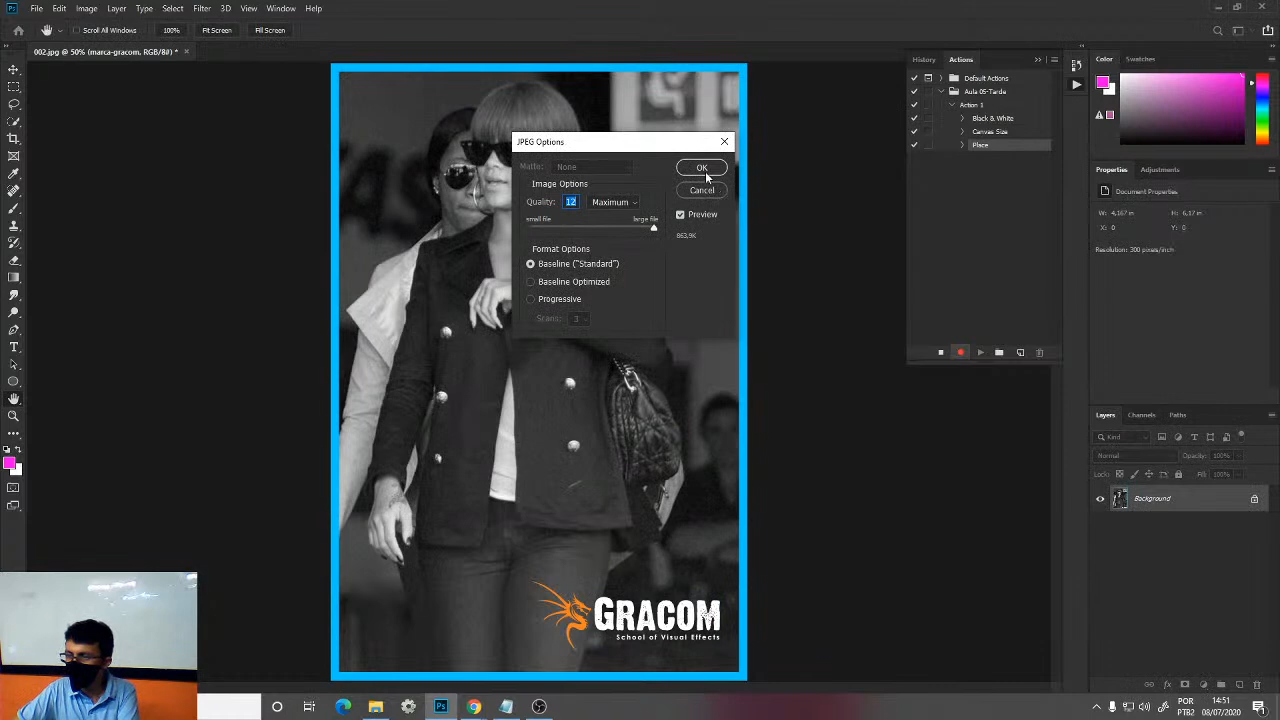 Ps File Edit Image Layer Type Select Filter 3D View Window Help
Scroll All Windows 100% Fit Screen Fill Screen
002.jpg @ 50% (marca-gracom, RGB/8#) * ×
History Actions
Default Actions
Aula 05-Tarde
Action 1
Black & White
Canvas Size
Place
Color Swatches
Properties Adjustments
Document Properties
W: 4,167 in H: 6,17 in
X: 0 Y: 0
Resolution: 300 pixels/inch
JPEG Options
Matte: None
OK
Image Options
Cancel
Quality: 12 Maximum
Preview
small file large file
863,9K
Format Options
Baseline ("Standard")
Baseline Optimized
Progressive
Scans: 3
Layers Channels Paths
Kind
Normal Opacity: 100%
Lock: Fill: 100%
Background
GRACOM
School of Visual Effects
fx
Ps
POR
PTB2
14:51
08/07/2020